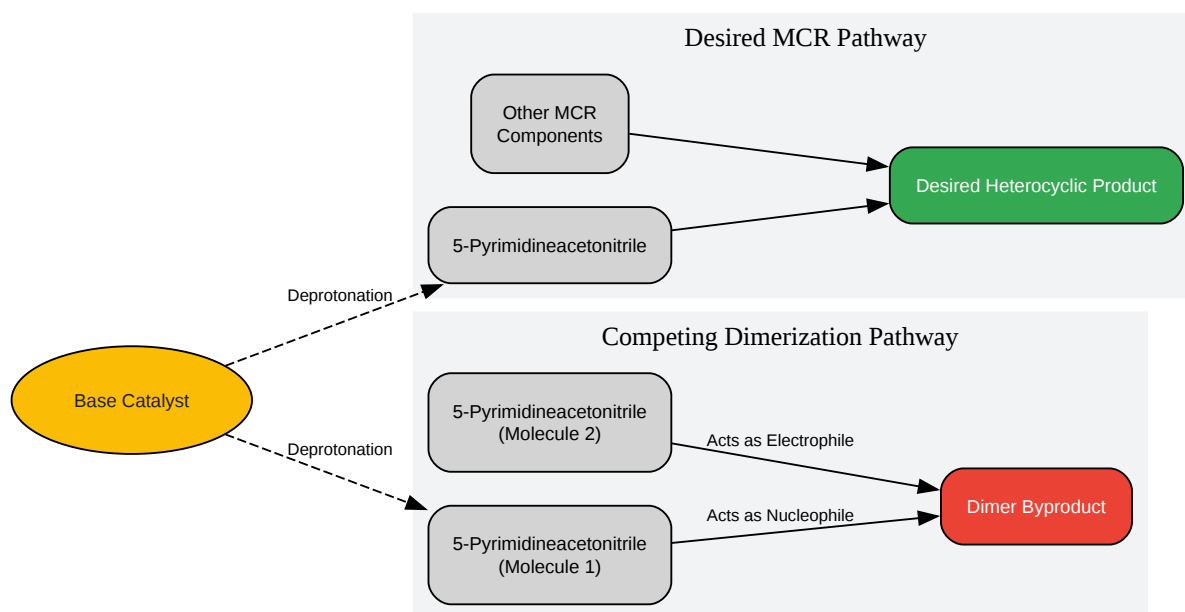 Desired MCR Pathway
Other MCR
Components
Desired Heterocyclic Product
5-Pyrimidineacetonitrile
Deprotonation
Competing Dimerization Pathway
Base Catalyst
5-Pyrimidineacetonitrile
(Molecule 2)
Acts as Electrophile
Deprotonation
Dimer Byproduct
Acts as Nucleophile
5-Pyrimidineacetonitrile
(Molecule 1)